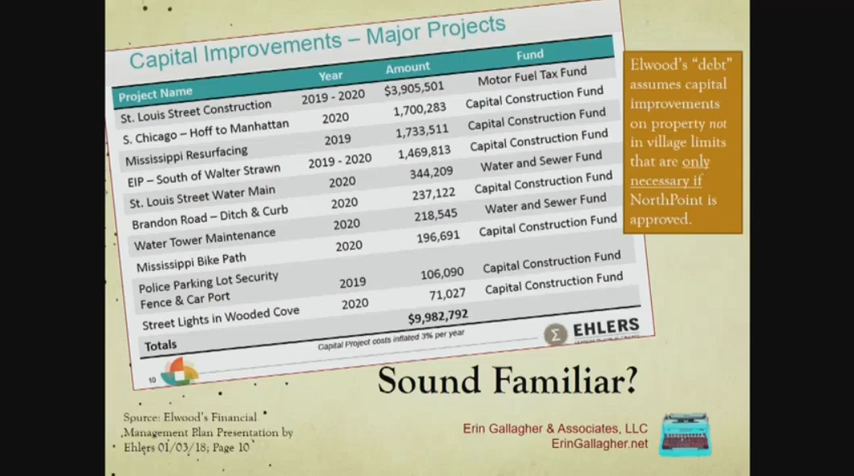 Capital Improvements – Major Projects
Project Name Year Amount Fund
St. Louis Street Construction 2019 - 2020 $3,905,501 Motor Fuel Tax Fund
S. Chicago – Hoff to Manhattan 2020 1,700,283 Capital Construction Fund
Mississippi Resurfacing 2019 1,733,511 Capital Construction Fund
EIP – South of Walter Strawn 2019 - 2020 1,469,813 Capital Construction Fund
St. Louis Street Water Main 2020 344,209 Water and Sewer Fund
Brandon Road – Ditch & Curb 2020 237,122 Capital Construction Fund
Water Tower Maintenance 2020 218,545 Water and Sewer Fund
Mississippi Bike Path 2020 196,691 Capital Construction Fund
Police Parking Lot Security
Fence & Car Port 2019 106,090 Capital Construction Fund
Street Lights in Wooded Cove 2020 71,027 Capital Construction Fund
Totals $9,982,792
Capital Project costs inflated 3% per year
EHLERS
10
Elwood's "debt"
assumes capital
improvements
on property not
in village limits
that are only
necessary if
NorthPoint is
approved.
Sound Familiar?
Source: Elwood's Financial
Management Plan Presentation by
Ehlers 01/03/18; Page 10
Erin Gallagher & Associates, LLC
ErinGallagher.net